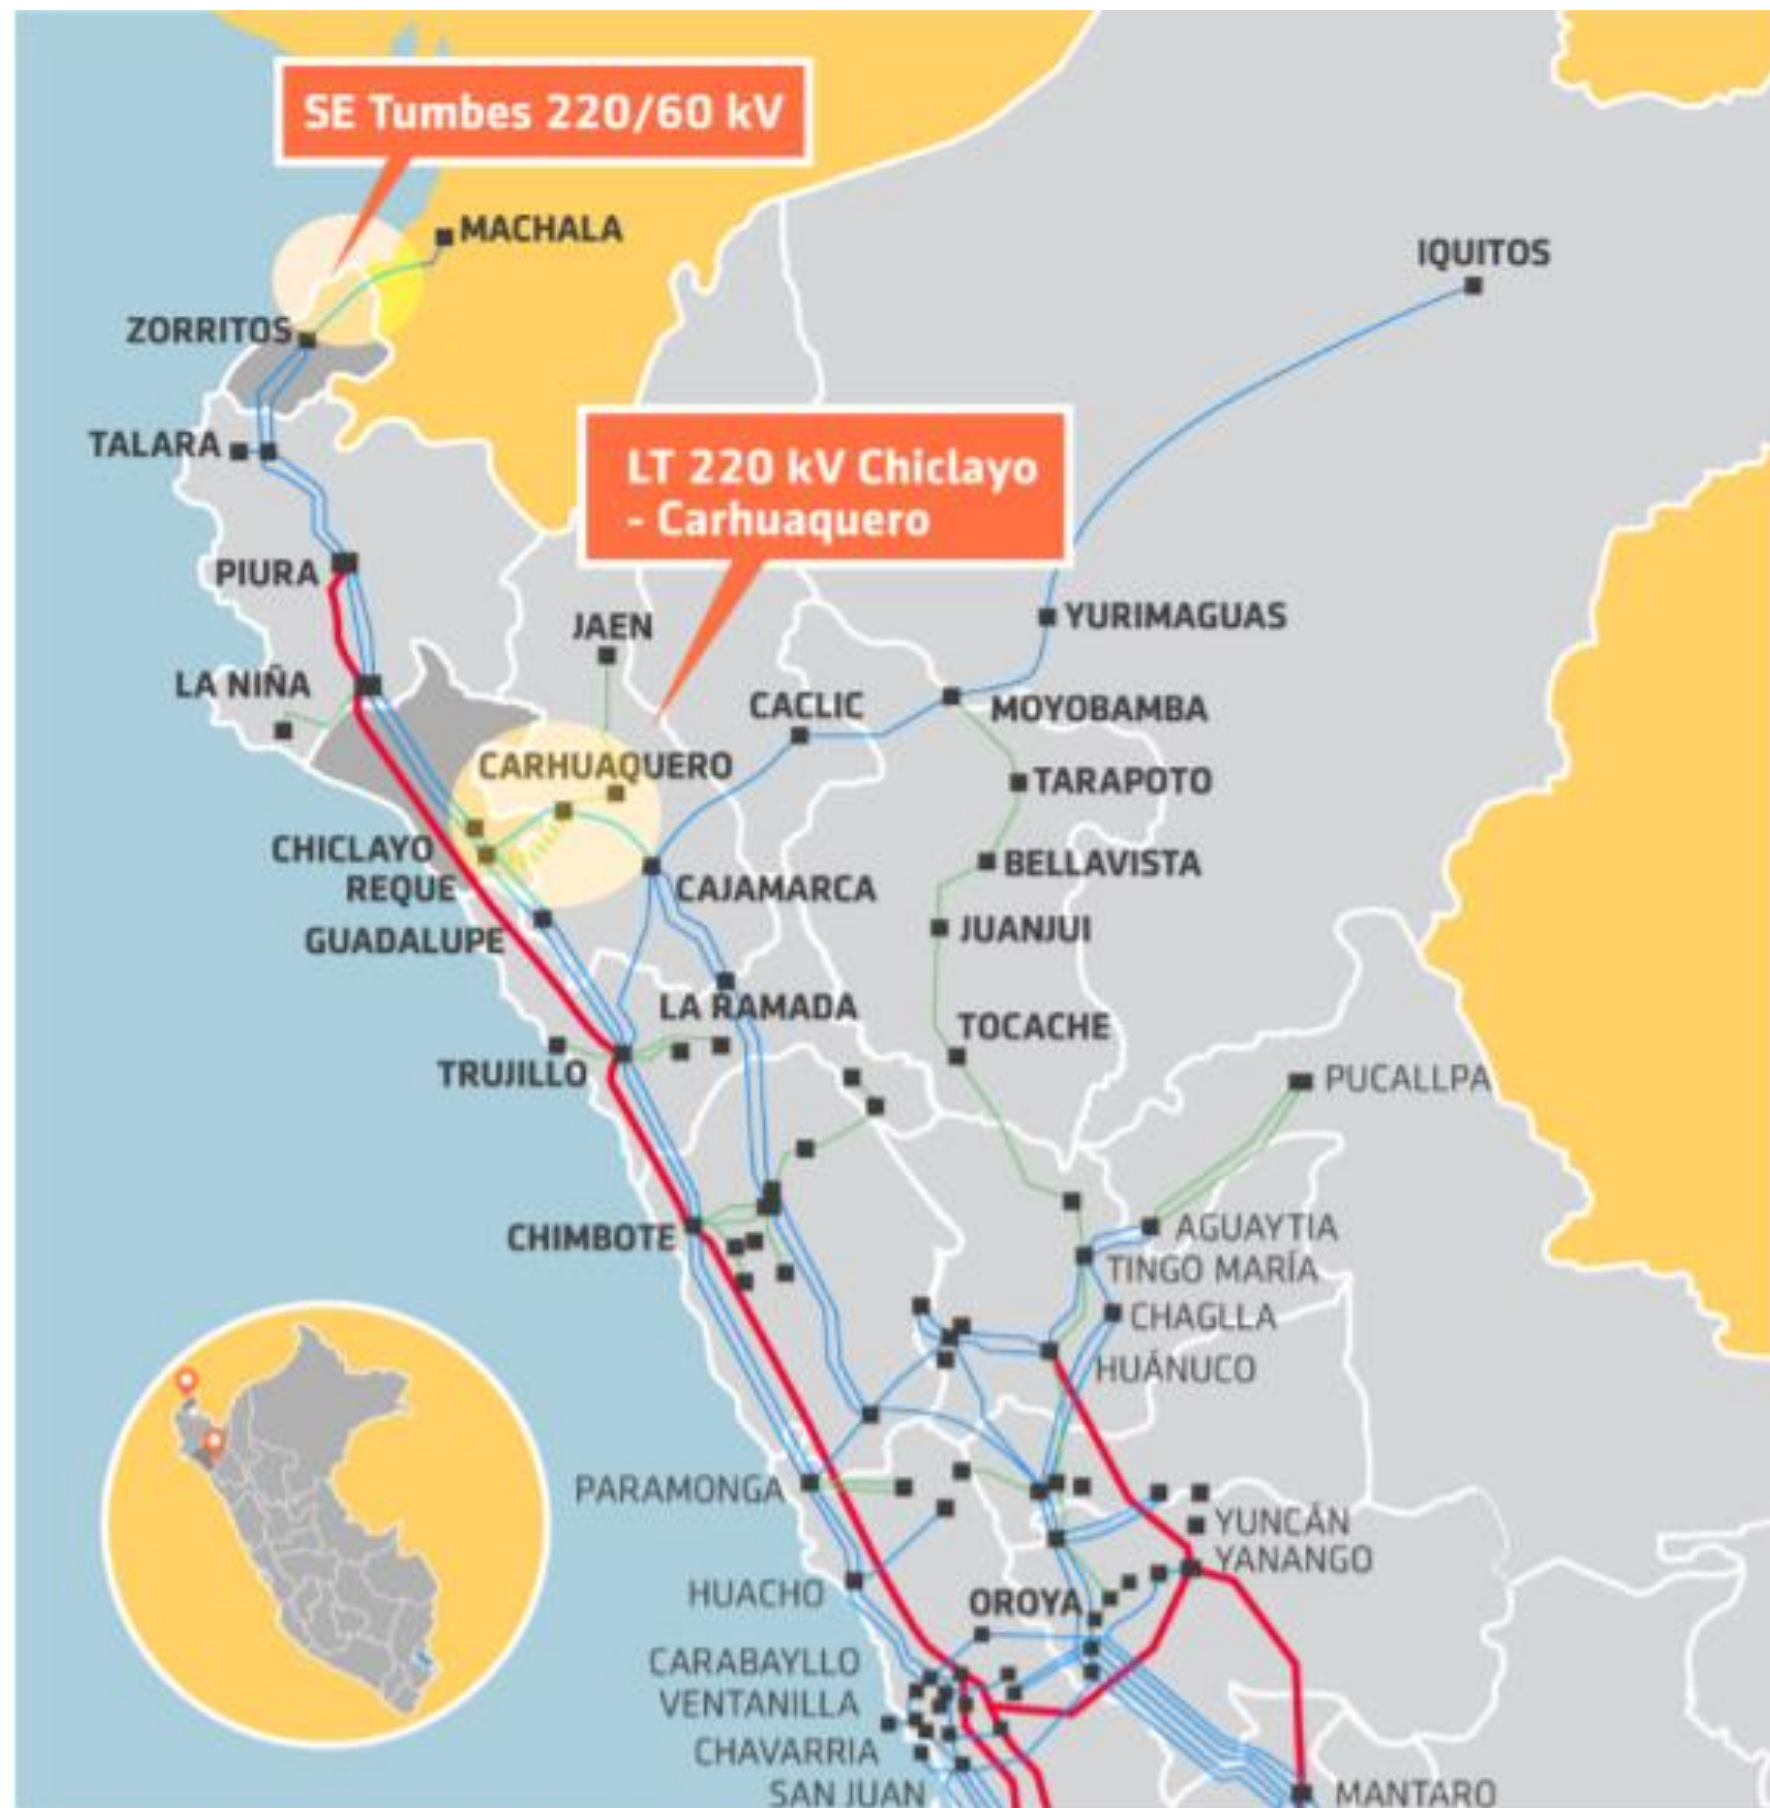 SE Tumbes 220/60 kV
MACHALA
IQUITOS
ZORRITOS
TALARA
LT 220 kV Chiclayo
- Carhuaquero
PIURA
YURIMAGUAS
JAEN
LA NIÑA
CACLIC
MOYOBAMBA
CARHUAQUERO
TARAPOTO
CHICLAYO
BELLAVISTA
REQUE
CAJAMARCA
GUADALUPE
JUANJUI
LA RAMADA
TOCACHE
TRUJILLO
PUCALLPA
CHIMBOTE
AGUAYTIA
TINGO MARÍA
CHAGLLA
HUÁNUCO
PARAMONGA
YUNCÁN
YANANGO
HUACHO
OROYA
CARABAYLLO
VENTANILLA
CHAVARRIA
SAN JUAN
MANTARO